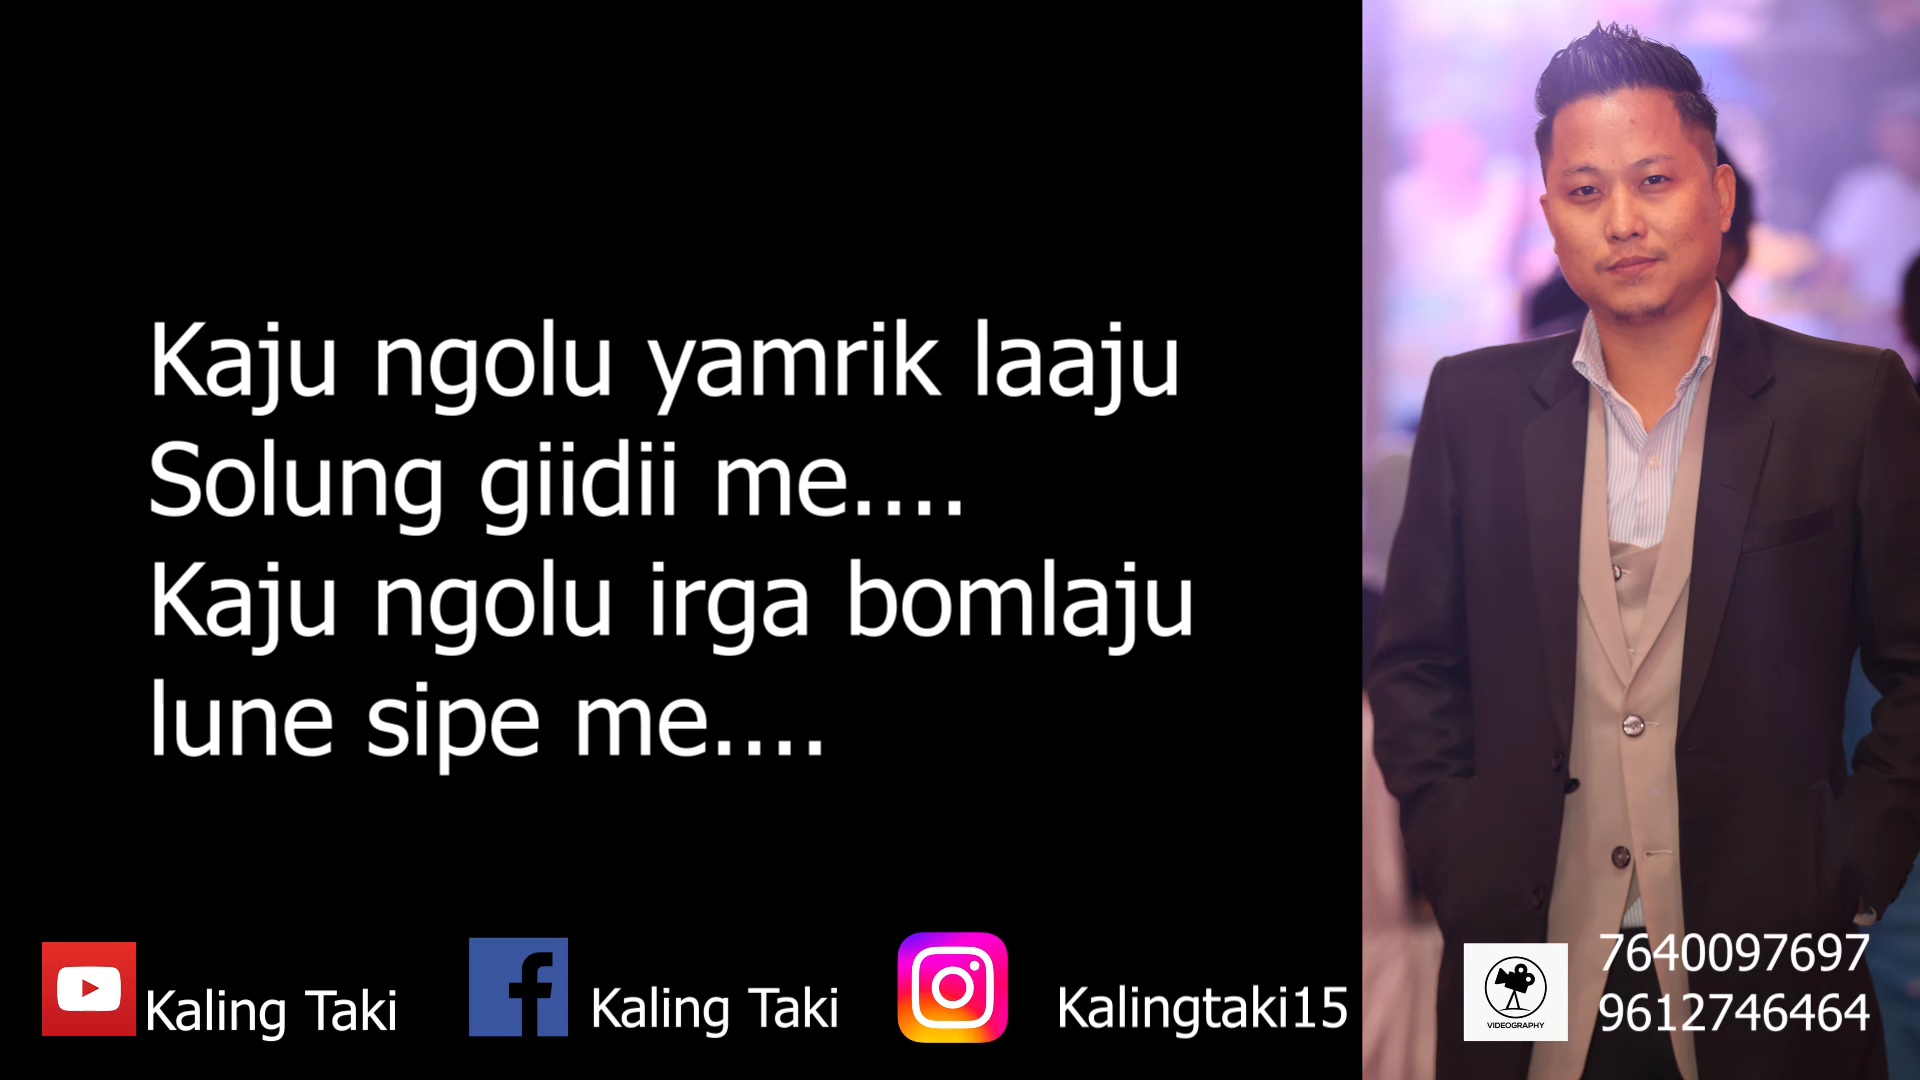 Kaju ngolu yamrik laaju
Solung giidii me....
Kaju ngolu irga bomlaju
lune sipe me....
Kaling Taki
Kaling Taki
Kalingtaki15
VIDEOGRAPHY
7640097697
9612746464